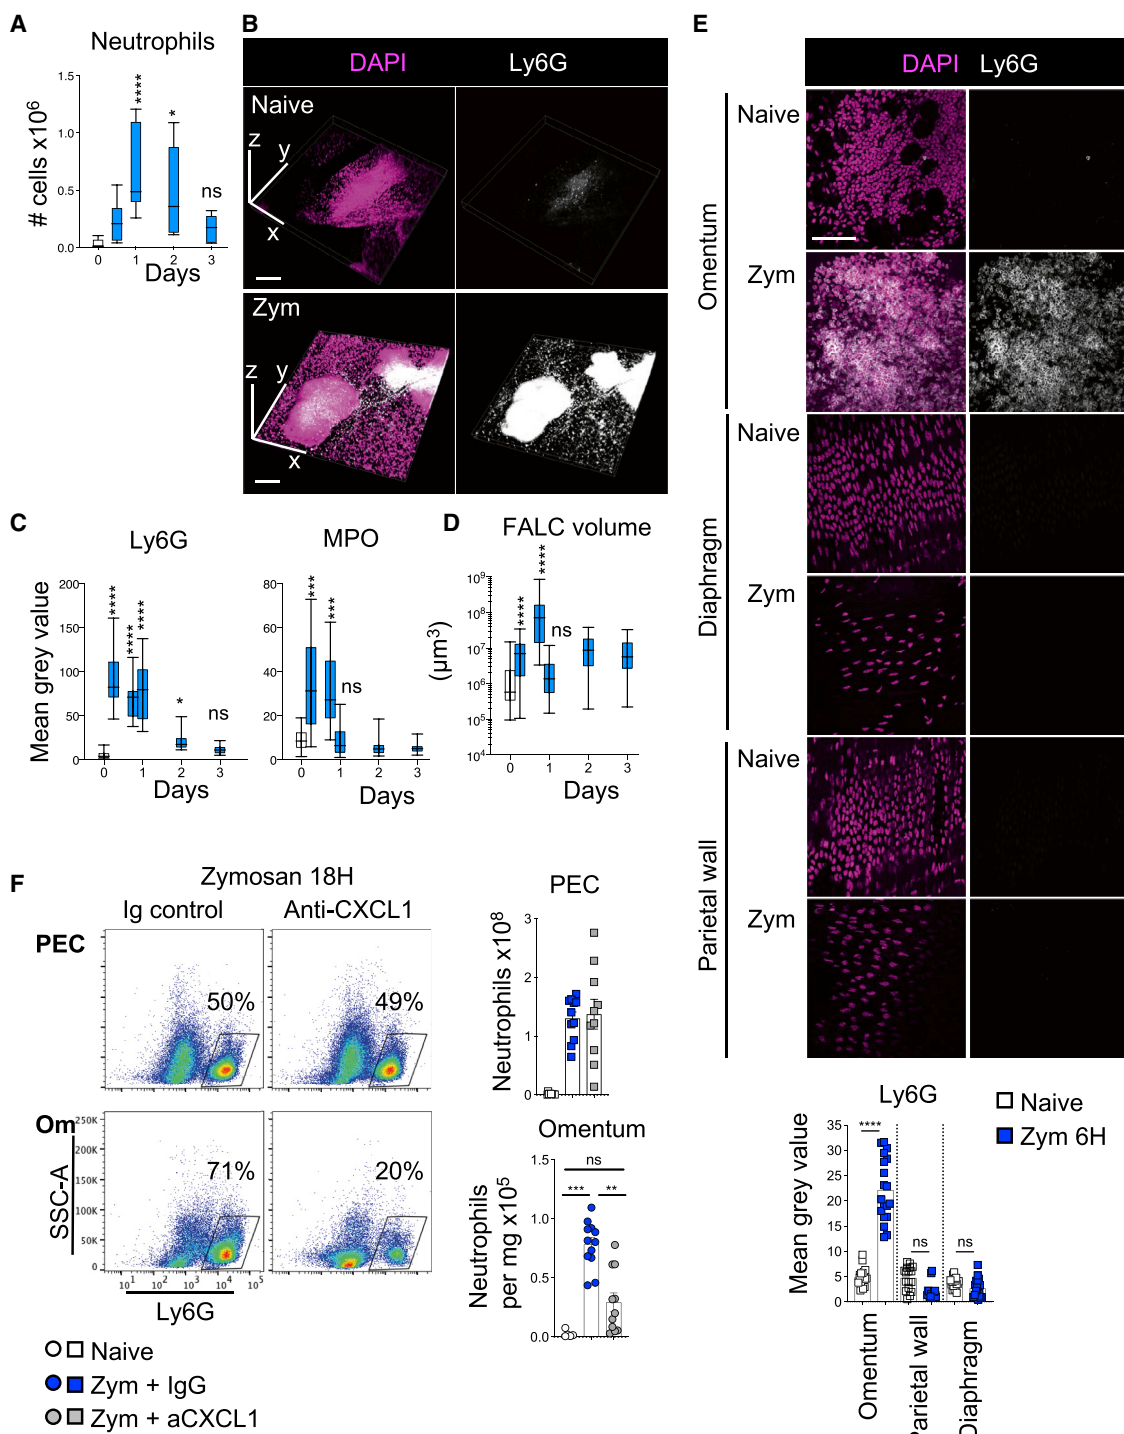 A
Neutrophils
# cells x10⁶
1.5
1.0
0.5
0.0
****
*
ns
0 1 2 3
Days
B
DAPI Ly6G
Naive
z
y
x
Zym
z
y
x
C
Ly6G
Mean grey value
200
150
100
50
0
****
****
****
*
ns
0 1 2 3
Days
MPO
80
60
40
20
0
***
***
ns
0 1 2 3
Days
D
FALC volume
(µm³)
10⁹
10⁸
10⁷
10⁶
10⁵
10⁴
****
****
ns
0 1 2 3
Days
E
DAPI Ly6G
Omentum
Naive
Zym
Diaphragm
Naive
Zym
Parietal wall
Naive
Zym
Ly6G
Mean grey value
35
30
25
20
15
10
5
0
****
ns
ns
Omentum
Parietal wall
Diaphragm
Naive
Zym 6H
F
Zymosan 18H
Ig control Anti-CXCL1
PEC
50%
49%
Om
250K
200K
150K
100K
50K
0
71%
20%
SSC-A
10¹ 10² 10³ 10⁴ 10⁵
Ly6G
PEC
Neutrophils x10⁸
3
2
1
0
Omentum
Neutrophils
per mg x10⁵
1.5
1.0
0.5
0.0
ns
*** **
Naive
Zym + IgG
Zym + aCXCL1